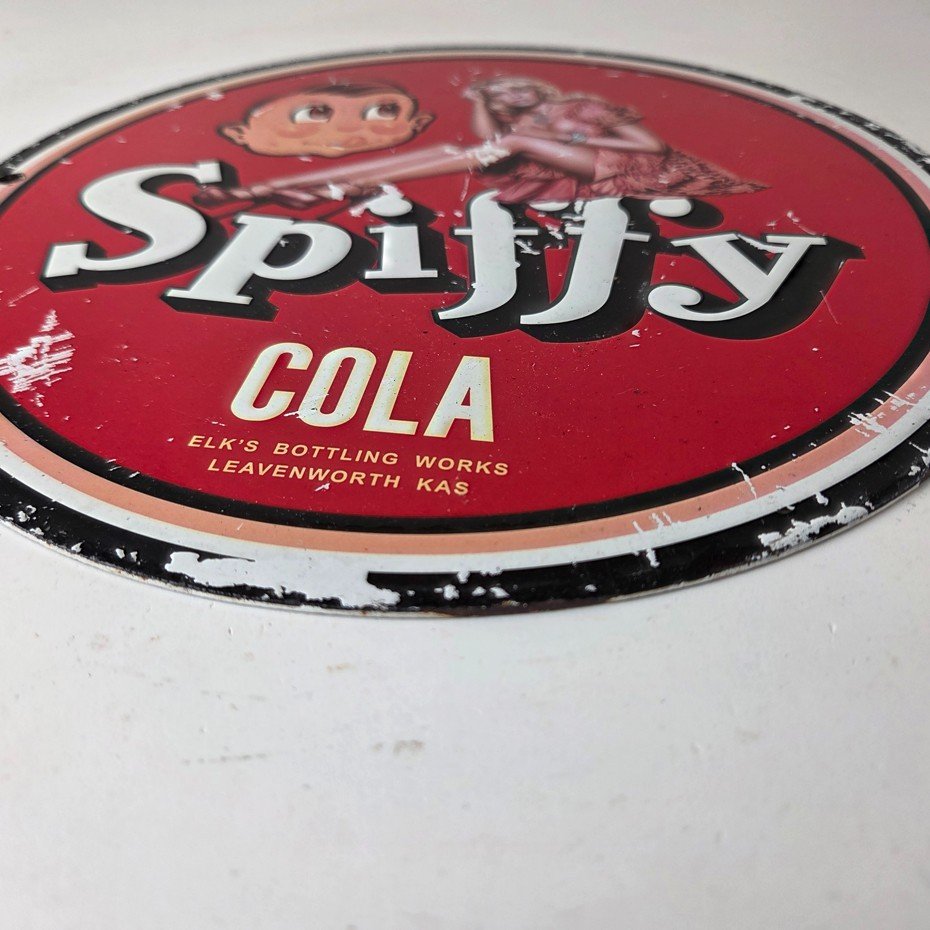 Spiffy
COLA
ELK'S BOTTLING WORKS
LEAVENWORTH KAS